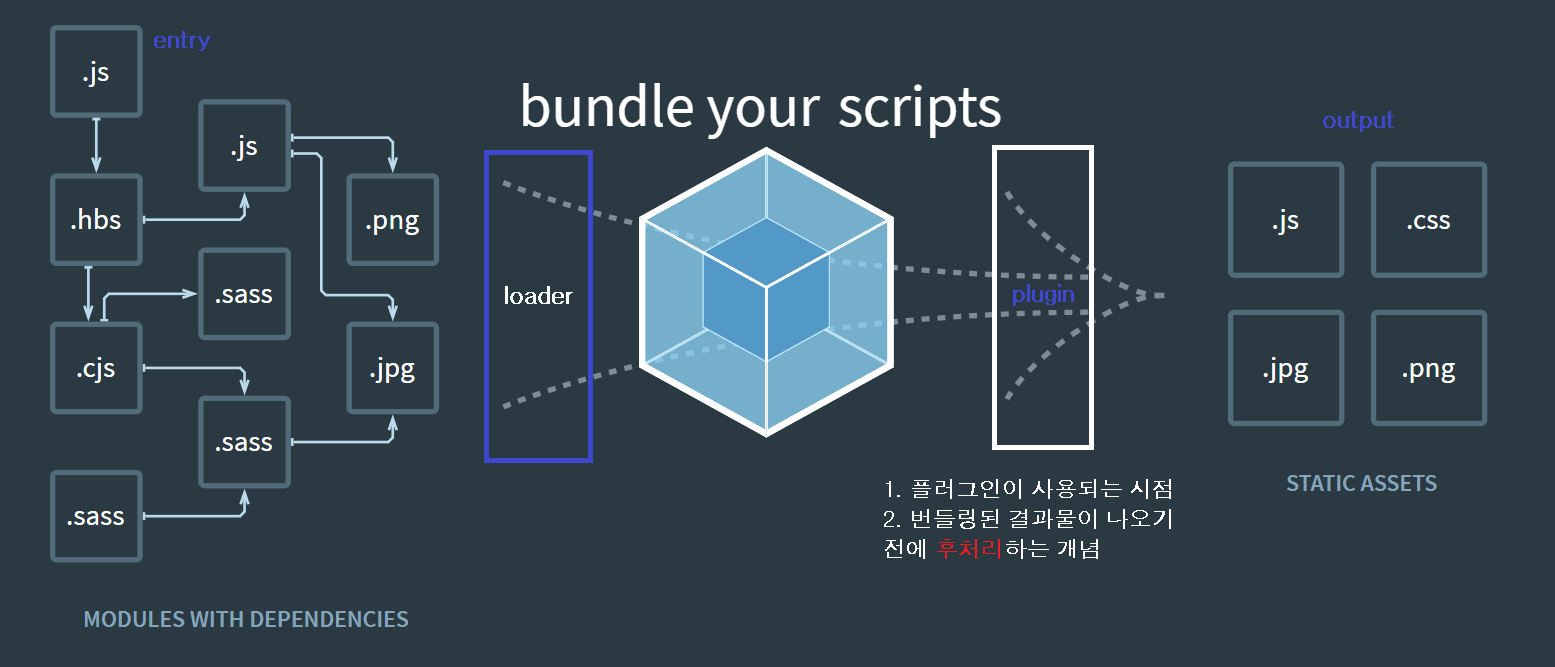 entry
.js
.js
.hbs
.png
.sass
.cjs
.jpg
.sass
.sass
MODULES WITH DEPENDENCIES
bundle your scripts
loader
plugin
1. 플러그인이 사용되는 시점
2. 번들링된 결과물이 나오기
전에 후처리하는 개념
output
.js
.css
.jpg
.png
STATIC ASSETS